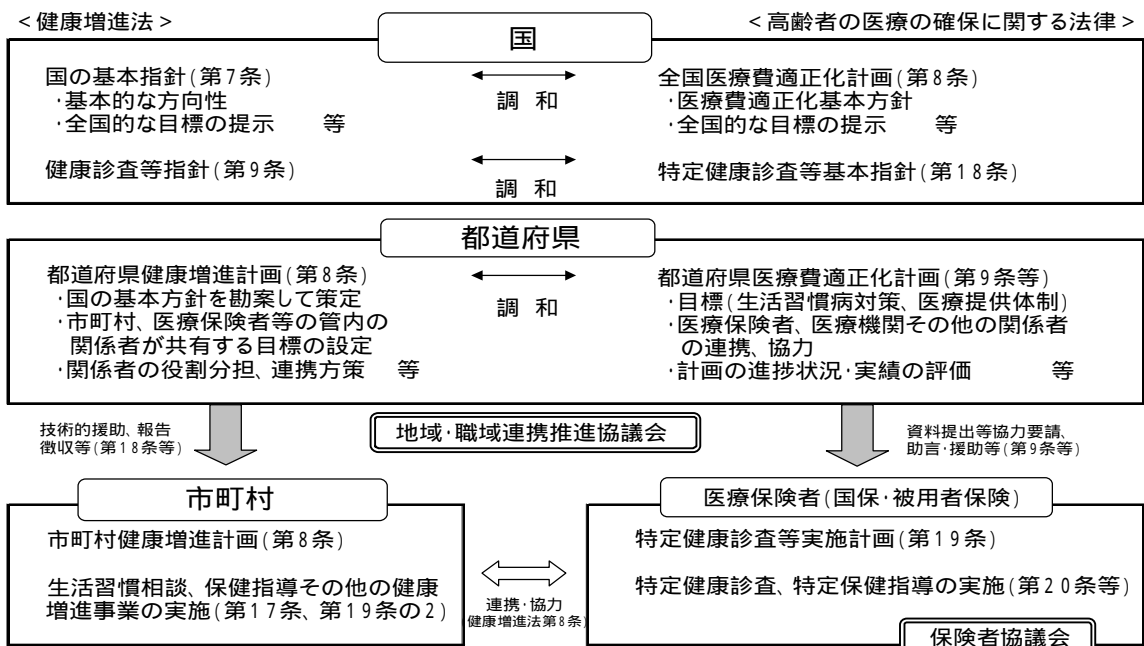 <健康増進法>
<高齢者の医療の確保に関する法律>
国
国の基本指針(第7条)
･基本的な方向性
･全国的な目標の提示　等
健康診査等指針(第9条)
調 和
調 和
全国医療費適正化計画(第8条)
･医療費適正化基本方針
･全国的な目標の提示　等
特定健康診査等基本指針(第18条)
都道府県
都道府県健康増進計画(第8条)
･国の基本方針を勘案して策定
･市町村、医療保険者等の管内の
関係者が共有する目標の設定
･関係者の役割分担、連携方策　等
調 和
都道府県医療費適正化計画(第9条等)
･目標(生活習慣病対策、医療提供体制)
･医療保険者、医療機関その他の関係者
の連携、協力
･計画の進捗状況･実績の評価　等
技術的援助、報告
徴収等(第18条等)
地域･職域連携推進協議会
資料提出等協力要請、
助言･援助等(第9条等)
市町村
市町村健康増進計画(第8条)
生活習慣相談、保健指導その他の健康
増進事業の実施(第17条、第19条の2)
連携･協力
(健康増進法第8条)
医療保険者(国保･被用者保険)
特定健康診査等実施計画(第19条)
特定健康診査、特定保健指導の実施(第20条等)
保険者協議会